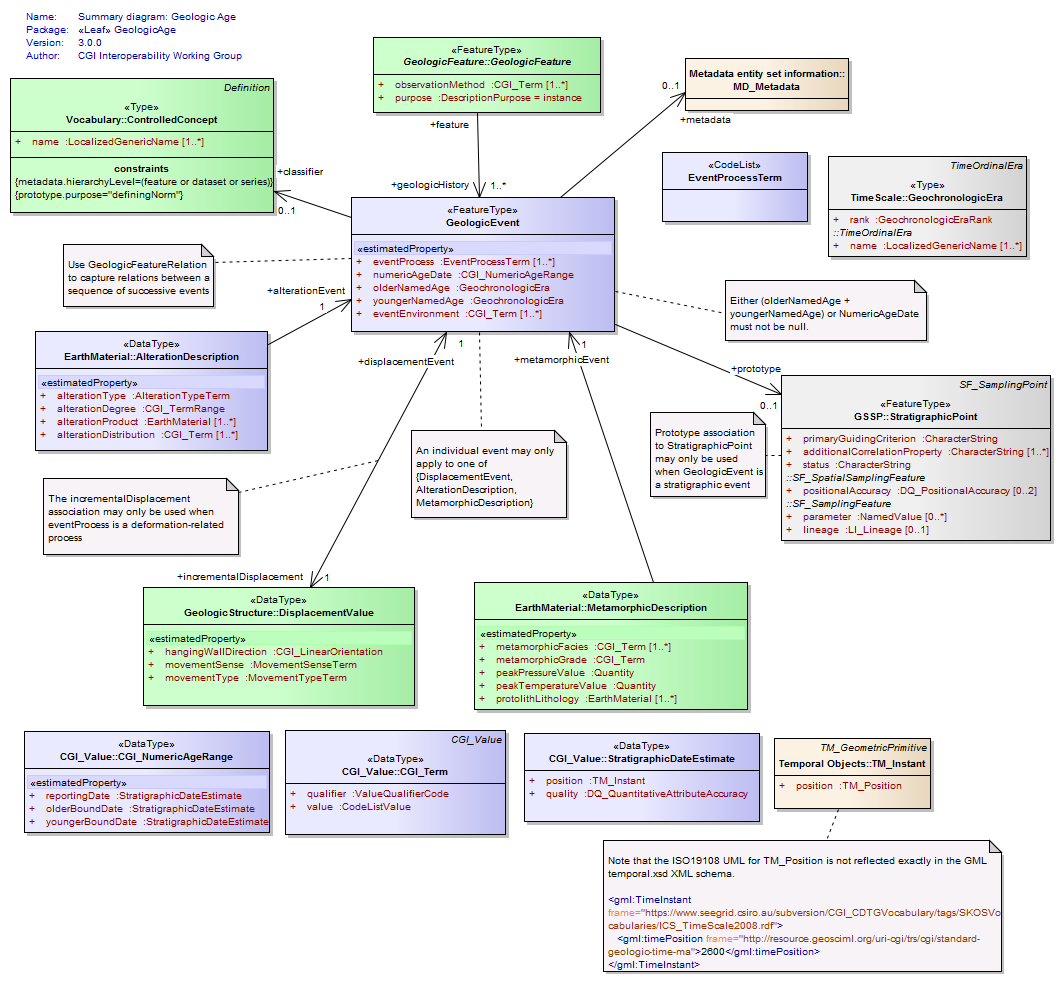 Name: Summary diagram: Geologic Age
Package: «Leaf» GeologicAge
Version: 3.0.0
Author: CGI Interoperability Working Group
«FeatureType»
GeologicFeature::GeologicFeature
+ observationMethod :CGI_Term [1..*]
+ purpose :DescriptionPurpose = instance
Metadata entity set information::
MD_Metadata
Definition
«Type»
Vocabulary::ControlledConcept
+ name :LocalizedGenericName [1..*]
constraints
{metadata.hierarchyLevel=(feature or dataset or series)}
{prototype.purpose="definingNorm"}
+feature
+geologicHistory
1..*
0..1
+metadata
+classifier
0..1
«CodeList»
EventProcessTerm
TimeOrdinalEra
«Type»
TimeScale::GeochronologicEra
+ rank :GeochronologicEraRank
::TimeOrdinalEra
+ name :LocalizedGenericName [1..*]
«FeatureType»
GeologicEvent
«estimatedProperty»
+ eventProcess :EventProcessTerm [1..*]
+ numericAgeDate :CGI_NumericAgeRange
+ olderNamedAge :GeochronologicEra
+ youngerNamedAge :GeochronologicEra
+ eventEnvironment :CGI_Term [1..*]
Use GeologicFeatureRelation
to capture relations between a
sequence of successive events
+alterationEvent
1
Either (olderNamedAge +
youngerNamedAge) or NumericAgeDate
must not be null.
«DataType»
EarthMaterial::AlterationDescription
«estimatedProperty»
+ alterationType :AlterationTypeTerm
+ alterationDegree :CGI_TermRange
+ alterationProduct :EarthMaterial [1..*]
+ alterationDistribution :CGI_Term [1..*]
+displacementEvent
1
+metamorphicEvent
1
+prototype
0..1
SF_SamplingPoint
«FeatureType»
GSSP::StratigraphicPoint
+ primaryGuidingCriterion :CharacterString
+ additionalCorrelationProperty :CharacterString [1..*]
+ status :CharacterString
::SF_SpatialSamplingFeature
+ positionalAccuracy :DQ_PositionalAccuracy [0..2]
::SF_SamplingFeature
+ parameter :NamedValue [0..*]
+ lineage :LI_Lineage [0..1]
Prototype association
to StratigraphicPoint
may only be used
when GeologicEvent is
a stratigraphic event
An individual event may only
apply to one of
{DisplacementEvent,
AlterationDescription,
MetamorphicDescription}
The incrementalDisplacement
association may only be used when
eventProcess is a deformation-related
process
+incrementalDisplacement
1
«DataType»
GeologicStructure::DisplacementValue
«estimatedProperty»
+ hangingWallDirection :CGI_LinearOrientation
+ movementSense :MovementSenseTerm
+ movementType :MovementTypeTerm
«DataType»
EarthMaterial::MetamorphicDescription
«estimatedProperty»
+ metamorphicFacies :CGI_Term [1..*]
+ metamorphicGrade :CGI_Term
+ peakPressureValue :Quantity
+ peakTemperatureValue :Quantity
+ protolithLithology :EarthMaterial [1..*]
«DataType»
CGI_Value::CGI_NumericAgeRange
«estimatedProperty»
+ reportingDate :StratigraphicDateEstimate
+ olderBoundDate :StratigraphicDateEstimate
+ youngerBoundDate :StratigraphicDateEstimate
CGI_Value
«DataType»
CGI_Value::CGI_Term
+ qualifier :ValueQualifierCode
+ value :CodeListValue
«DataType»
CGI_Value::StratigraphicDateEstimate
+ position :TM_Instant
+ quality :DQ_QuantitativeAttributeAccuracy
TM_GeometricPrimitive
Temporal Objects::TM_Instant
+ position :TM_Position
Note that the ISO19108 UML for TM_Position is not reflected exactly in the GML
temporal.xsd XML schema.
<gml:TimeInstant
frame="https://www.seegrid.csiro.au/subversion/CGI_CDTGVocabulary/tags/SKOSVo
cabularies/ICS_TimeScale2008.rdf">
<gml:timePosition frame="http://resource.geosciml.org/uri-cgi/trs/cgi/standard-
geologic-time-ma">2600</gml:timePosition>
</gml:TimeInstant>